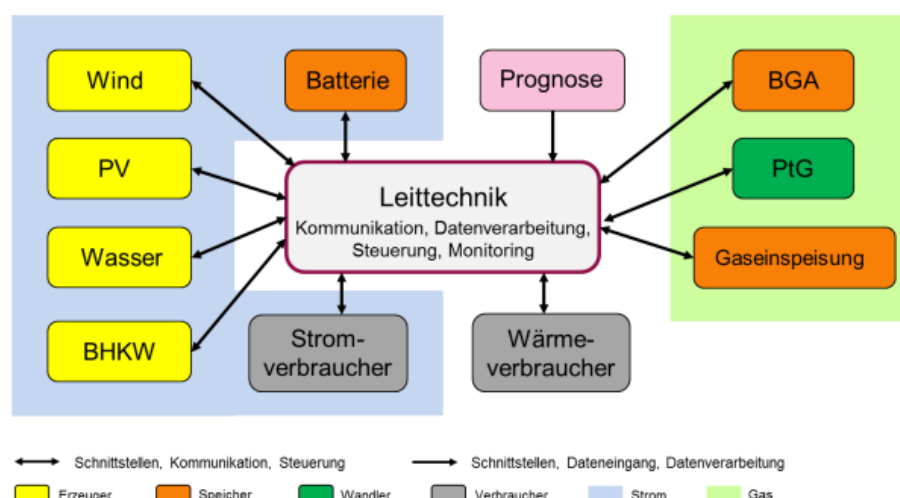 Wind
Batterie
Prognose
BGA
PV
PtG
Leittechnik
Kommunikation, Datenverarbeitung,
Steuerung, Monitoring
Wasser
Gaseinspeisung
BHKW
Strom-
verbraucher
Wärme-
verbraucher
Schnittstellen, Kommunikation, Steuerung
Schnittstellen, Dateneingang, Datenverarbeitung
Erzeuger
Speicher
Wandler
Verbraucher
Strom
Gas